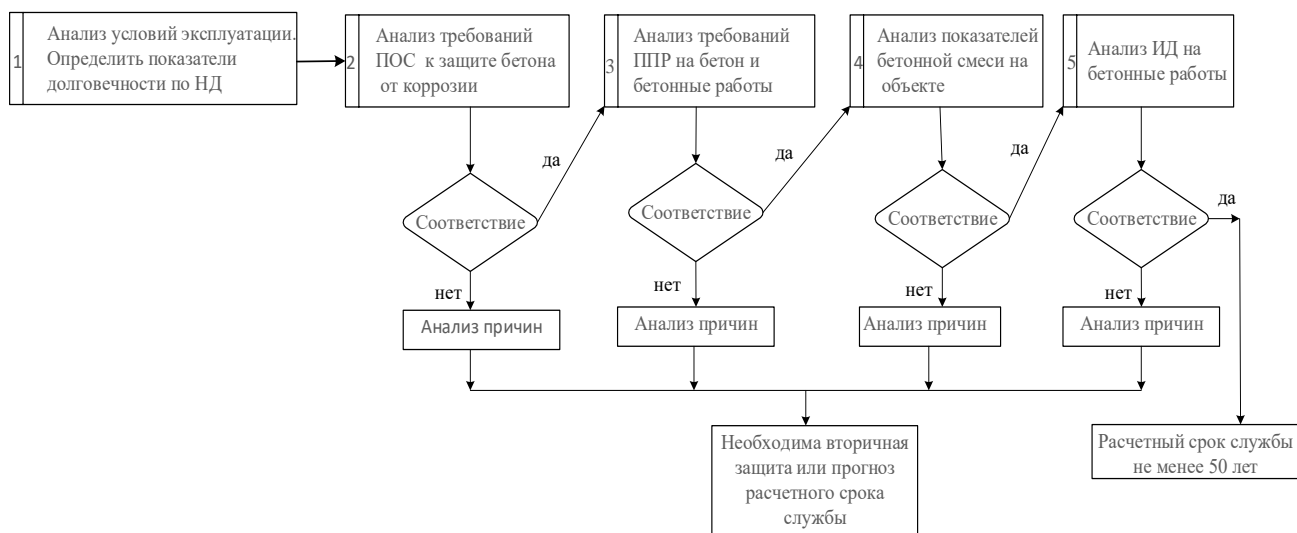 1
Анализ условий эксплуатации.
Определить показатели
долговечности по НД
2
Анализ требований
ПОС к защите бетона
от коррозии
3
Анализ требований
ППР на бетон и
бетонные работы
4
Анализ показателей
бетонной смеси на
объекте
5
Анализ ИД на
бетонные работы
да
да
да
да
Соответствие
Соответствие
Соответствие
Соответствие
нет
нет
нет
нет
Анализ причин
Анализ причин
Анализ причин
Анализ причин
Необходима вторичная
защита или прогноз
расчетного срока
службы
Расчетный срок службы
не менее 50 лет